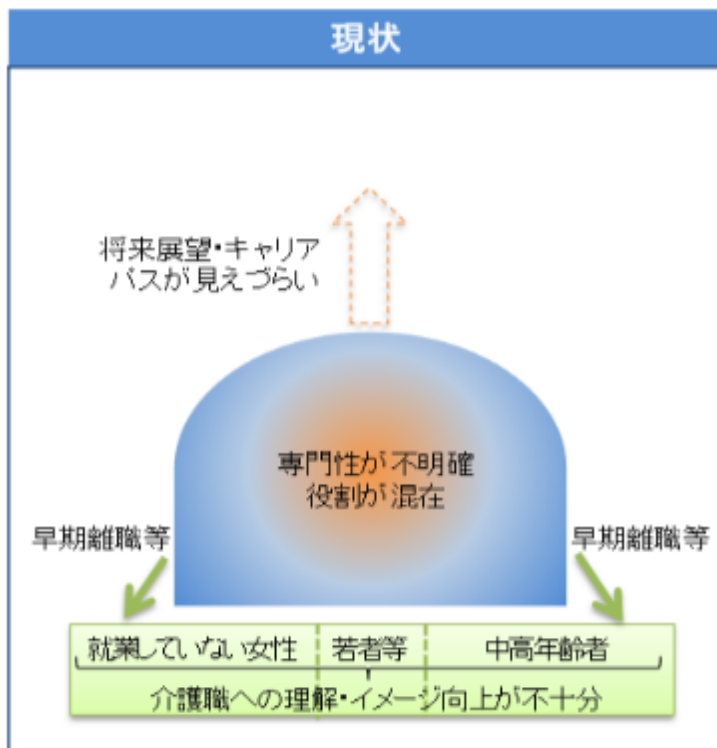 現状
将来展望・キャリア
パスが見えづらい
専門性が不明確
役割が混在
早期離職等
早期離職等
就業していない女性
若者等
中高年齢者
介護職への理解・イメージ向上が不十分